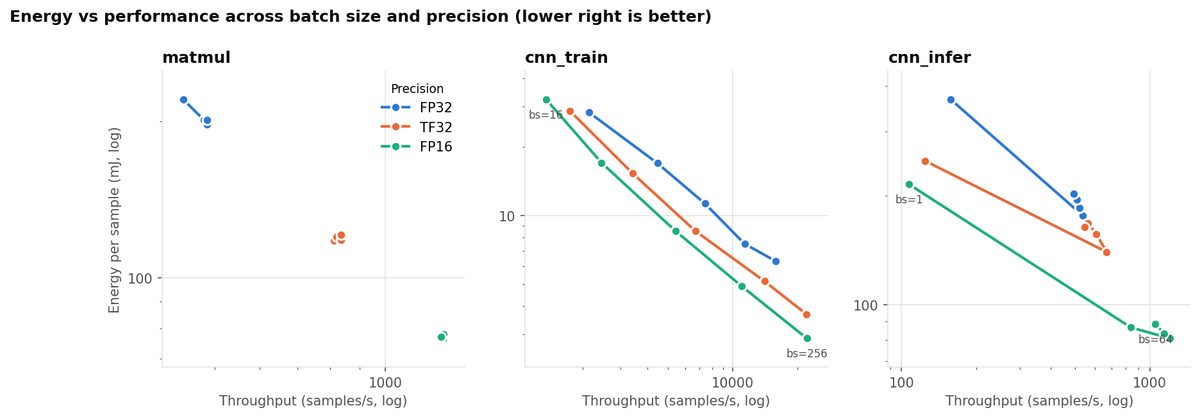 Energy vs performance across batch size and precision (lower right is better)
matmul
Precision
FP32
TF32
FP16
Energy per sample (mJ, log)
100
1000
Throughput (samples/s, log)
cnn_train
bs=16
bs=256
10
10000
Throughput (samples/s, log)
cnn_infer
bs=1
bs=64
100
100
1000
Throughput (samples/s, log)